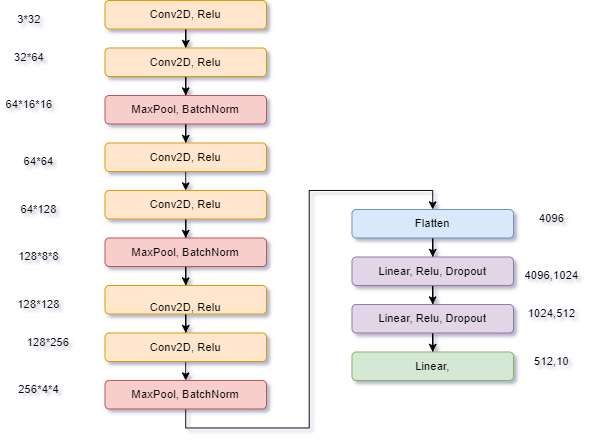 3*32
Conv2D, Relu
32*64
Conv2D, Relu
64*16*16
MaxPool, BatchNorm
64*64
Conv2D, Relu
64*128
Conv2D, Relu
128*8*8
MaxPool, BatchNorm
128*128
Conv2D, Relu
128*256
Conv2D, Relu
256*4*4
MaxPool, BatchNorm
Flatten
4096
Linear, Relu, Dropout
4096,1024
Linear, Relu, Dropout
1024,512
Linear,
512,10